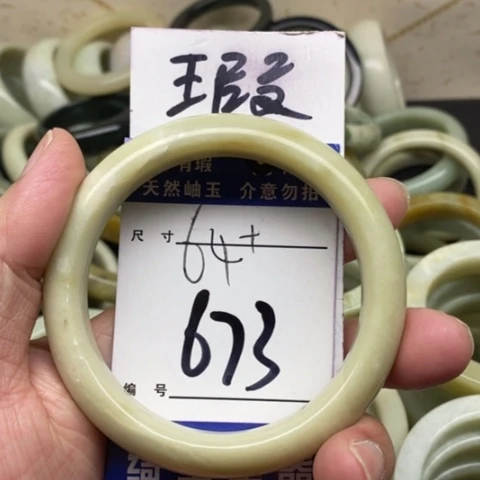 瑕
有瑕
天然岫玉 介意勿拍
尺 寸 64+
673
编 号